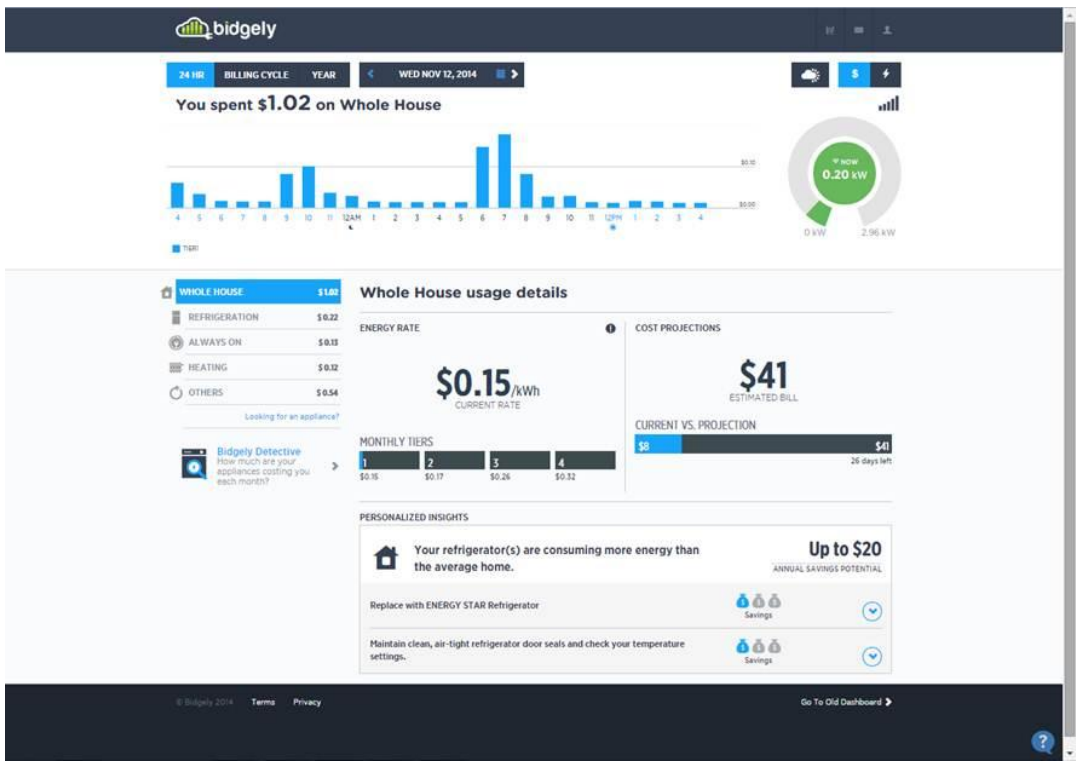 bidgely
24 HR BILLING CYCLE YEAR WED NOV 12, 2014 $
You spent $1.02 on Whole House
$0.10
$0.00
4 5 6 7 8 9 10 11 12AM 1 2 3 4 5 6 7 8 9 10 11 12PM 1 2 3 4
TIER1
NOW
0.20 kW
0 kW 2.96 kW
WHOLE HOUSE $1.02
REFRIGERATION $0.22
ALWAYS ON $0.13
HEATING $0.12
OTHERS $0.54
Looking for an appliance?
Bidgely Detective
How much are your
appliances costing you
each month?
Whole House usage details
ENERGY RATE
$0.15/kWh
CURRENT RATE
MONTHLY TIERS
1 2 3 4
$0.15 $0.17 $0.26 $0.32
COST PROJECTIONS
$41
ESTIMATED BILL
CURRENT VS. PROJECTION
$8 $41
26 days left
PERSONALIZED INSIGHTS
Your refrigerator(s) are consuming more energy than
the average home.
Up to $20
ANNUAL SAVINGS POTENTIAL
Replace with ENERGY STAR Refrigerator
Savings
Maintain clean, air-tight refrigerator door seals and check your temperature
settings.
Savings
© Bidgely 2014 Terms Privacy Go To Old Dashboard
?